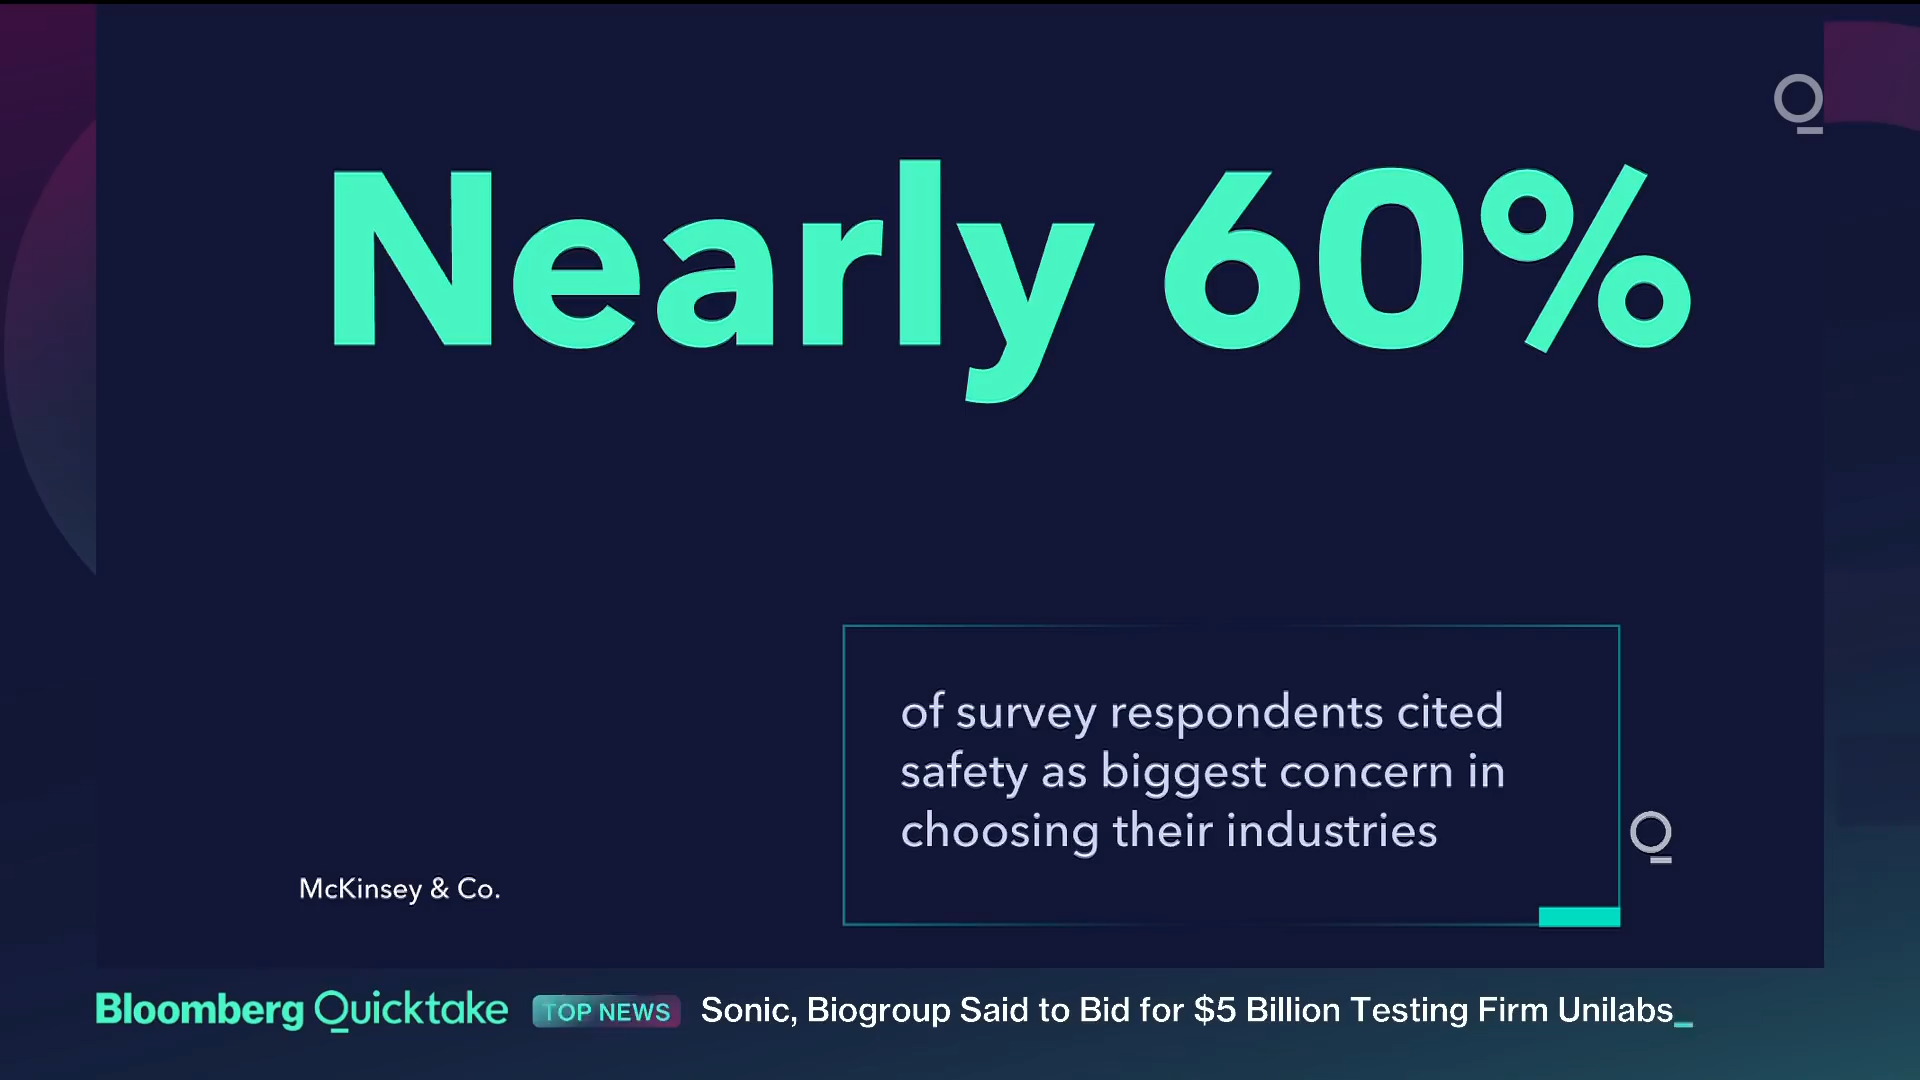 Nearly 60%
of survey respondents cited
safety as biggest concern in
choosing their industries
McKinsey & Co.
Bloomberg Quicktake TOP NEWS Sonic, Biogroup Said to Bid for $5 Billion Testing Firm Unilabs_